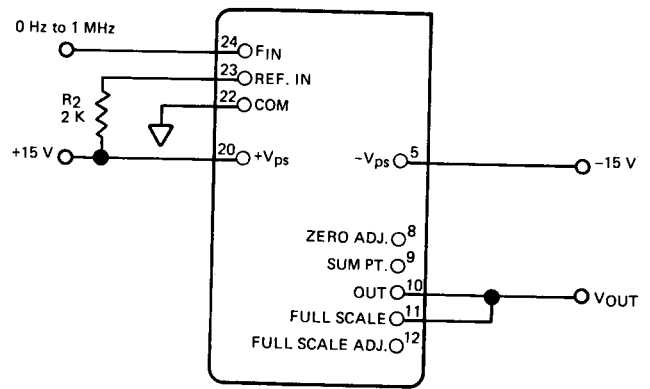 0 Hz to 1 MHz
24 FIN
23 REF. IN
R2
2 K
22 COM
+15 V
20 +Vps
-Vps 5
-15 V
ZERO ADJ. 8
SUM PT. 9
OUT 10
VOUT
FULL SCALE 11
FULL SCALE ADJ. 12